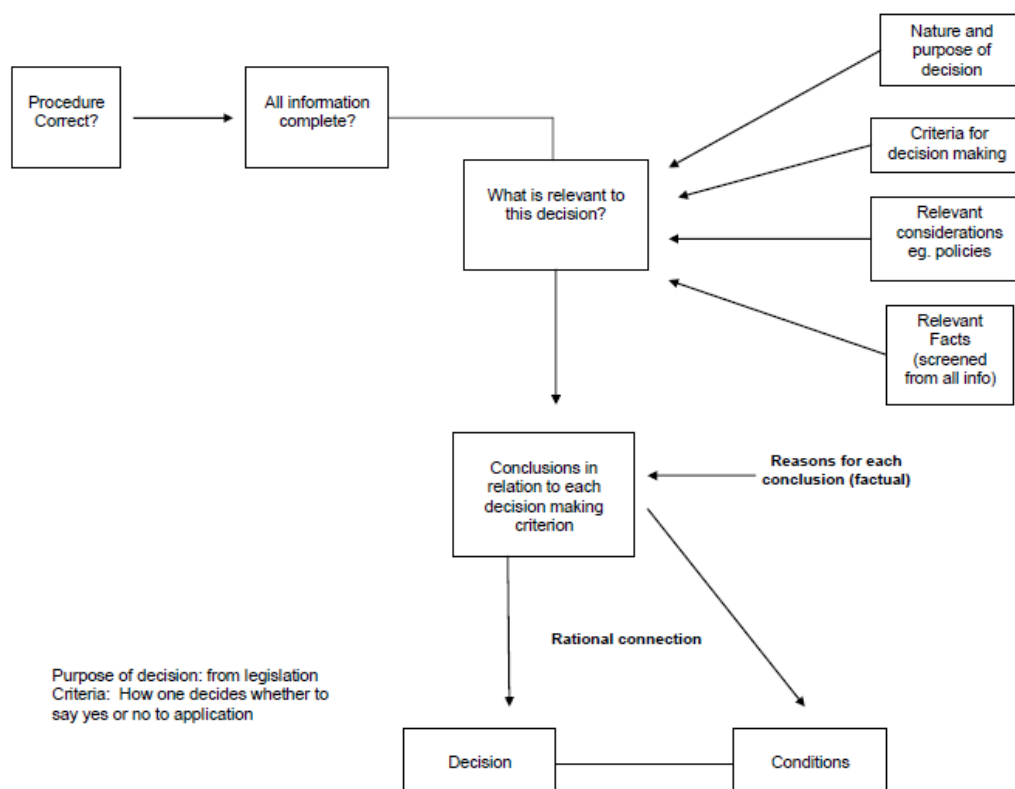 Nature and
purpose of
decision
Procedure
Correct?
All information
complete?
Criteria for
decision making
What is relevant to
this decision?
Relevant
considerations
eg. policies
Relevant
Facts
(screened
from all info)
Conclusions in
relation to each
decision making
criterion
Reasons for each
conclusion (factual)
Rational connection
Purpose of decision: from legislation
Criteria:  How one decides whether to
say yes or no to application
Decision
Conditions